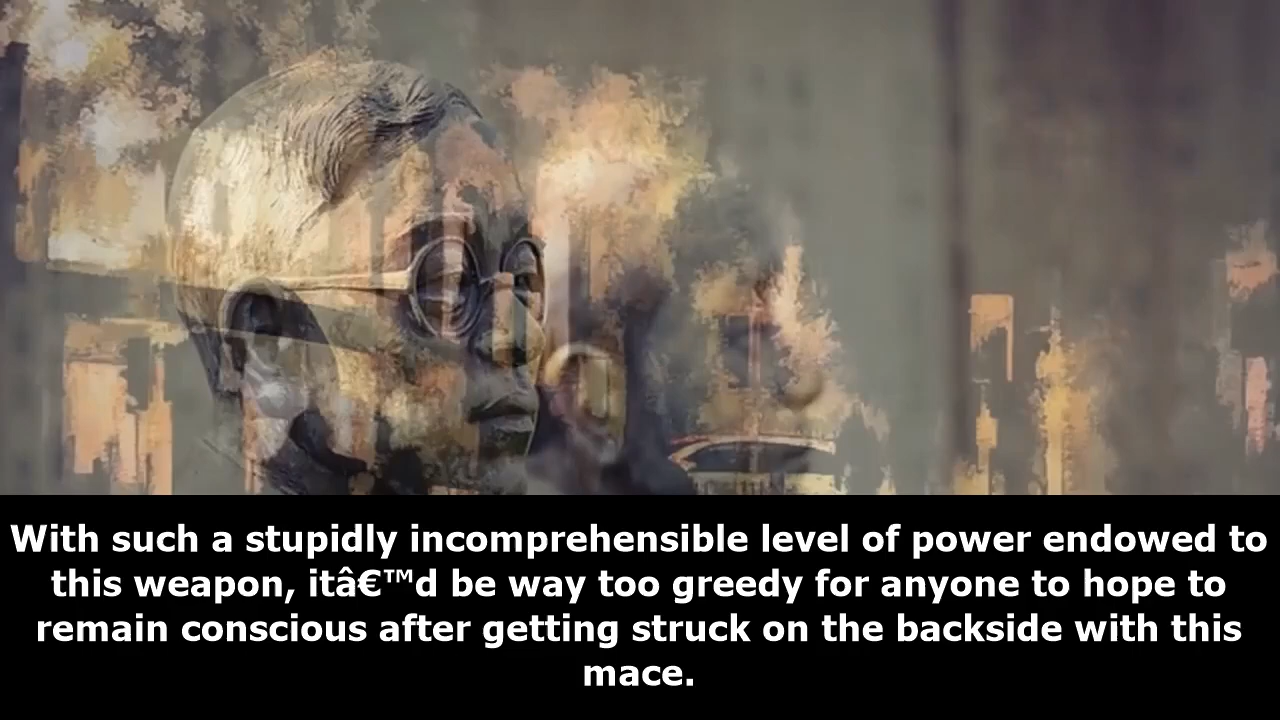 With such a stupidly incomprehensible level of power endowed to
this weapon, itâ€™d be way too greedy for anyone to hope to
remain conscious after getting struck on the backside with this
mace.